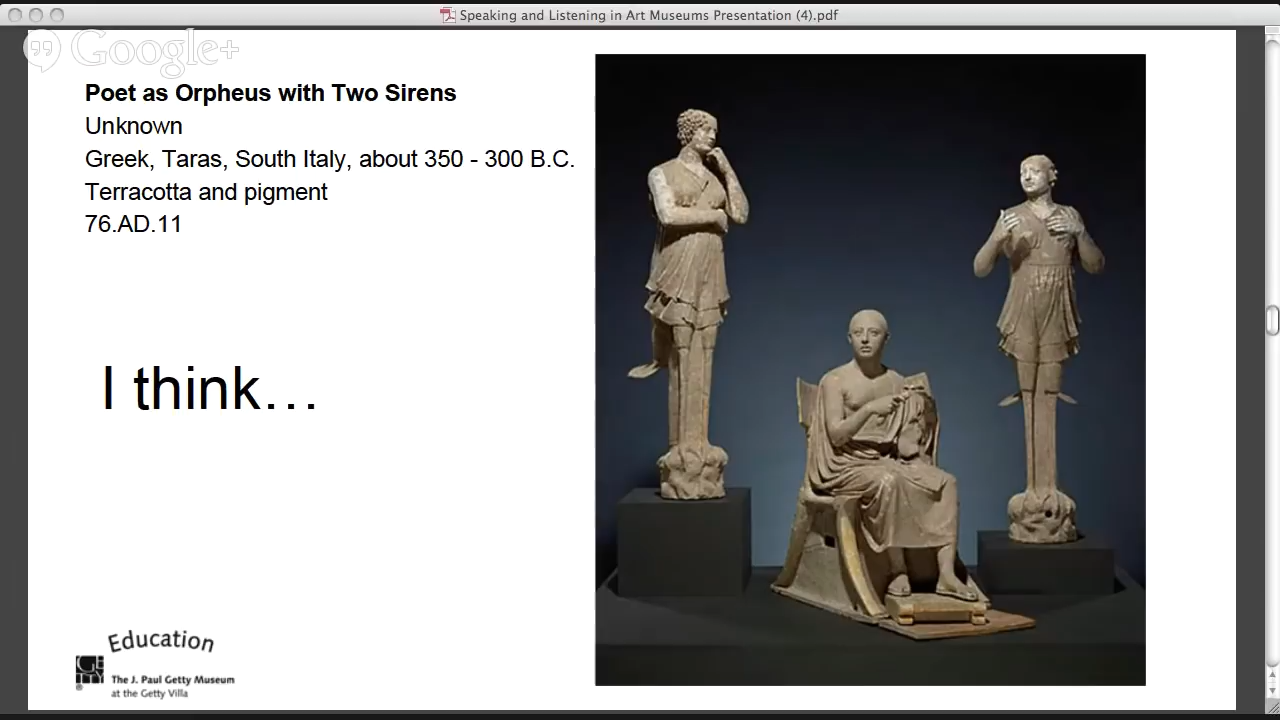 Speaking and Listening in Art Museums Presentation (4).pdf
Google+
Poet as Orpheus with Two Sirens
Unknown
Greek, Taras, South Italy, about 350 - 300 B.C.
Terracotta and pigment
76.AD.11
I think…
Education
The J. Paul Getty Museum
at the Getty Villa